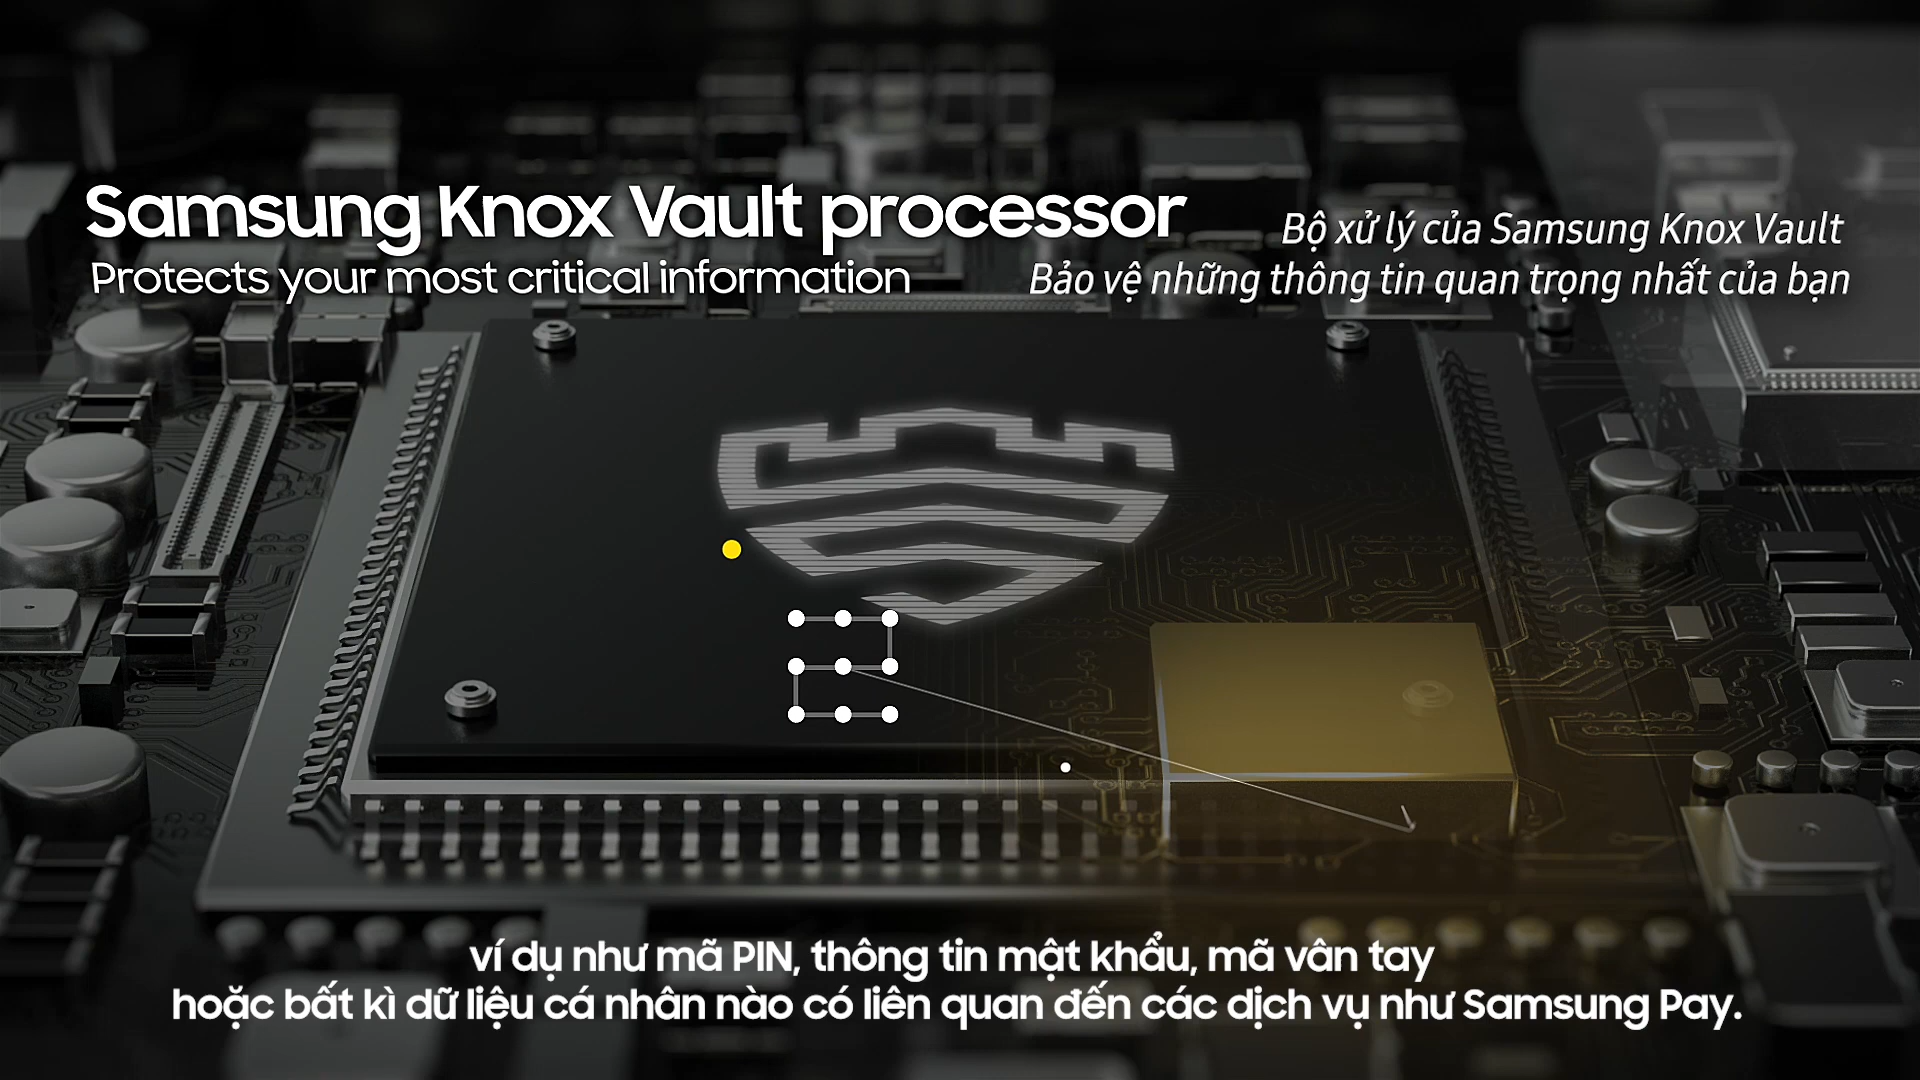 Samsung Knox Vault processor
Protects your most critical information
Bộ xử lý của Samsung Knox Vault
Bảo vệ những thông tin quan trọng nhất của bạn
ví dụ như mã PIN, thông tin mật khẩu, mã vân tay
hoặc bất kì dữ liệu cá nhân nào có liên quan đến các dịch vụ như Samsung Pay.